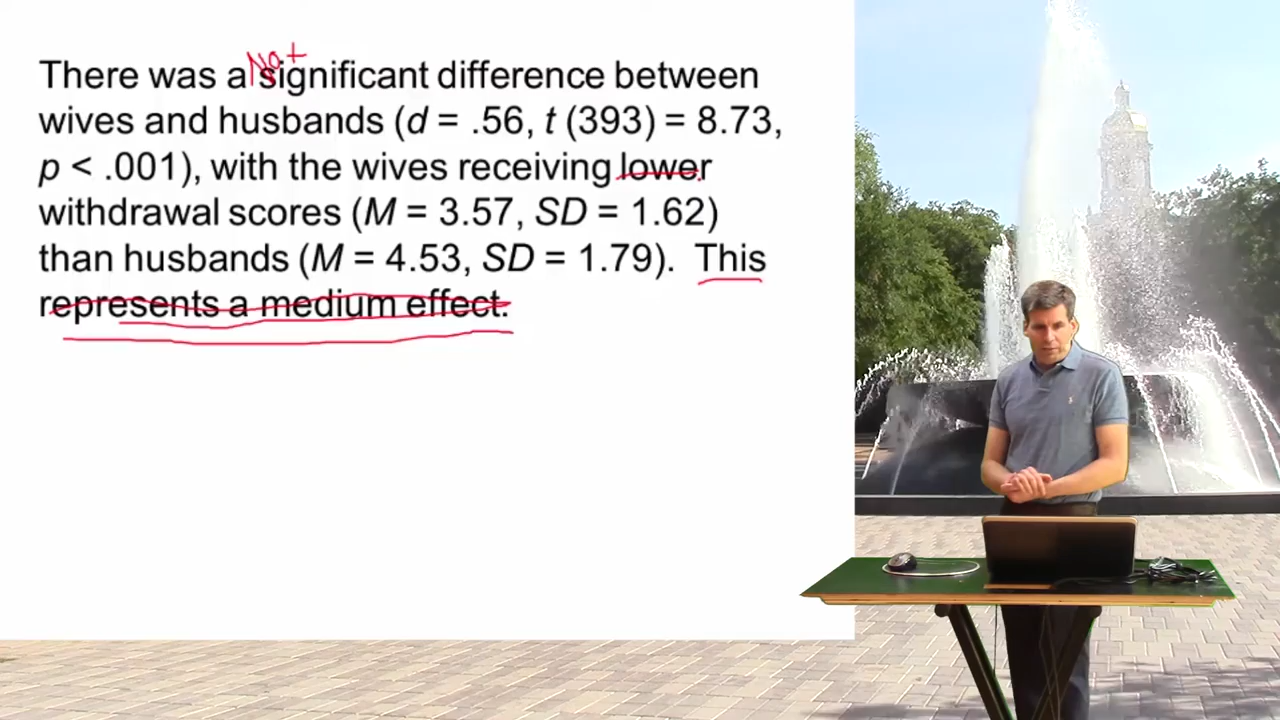 Not
There was a significant difference between
wives and husbands (d = .56, t (393) = 8.73,
p < .001), with the wives receiving lower
withdrawal scores (M = 3.57, SD = 1.62)
than husbands (M = 4.53, SD = 1.79).  This
represents a medium effect.